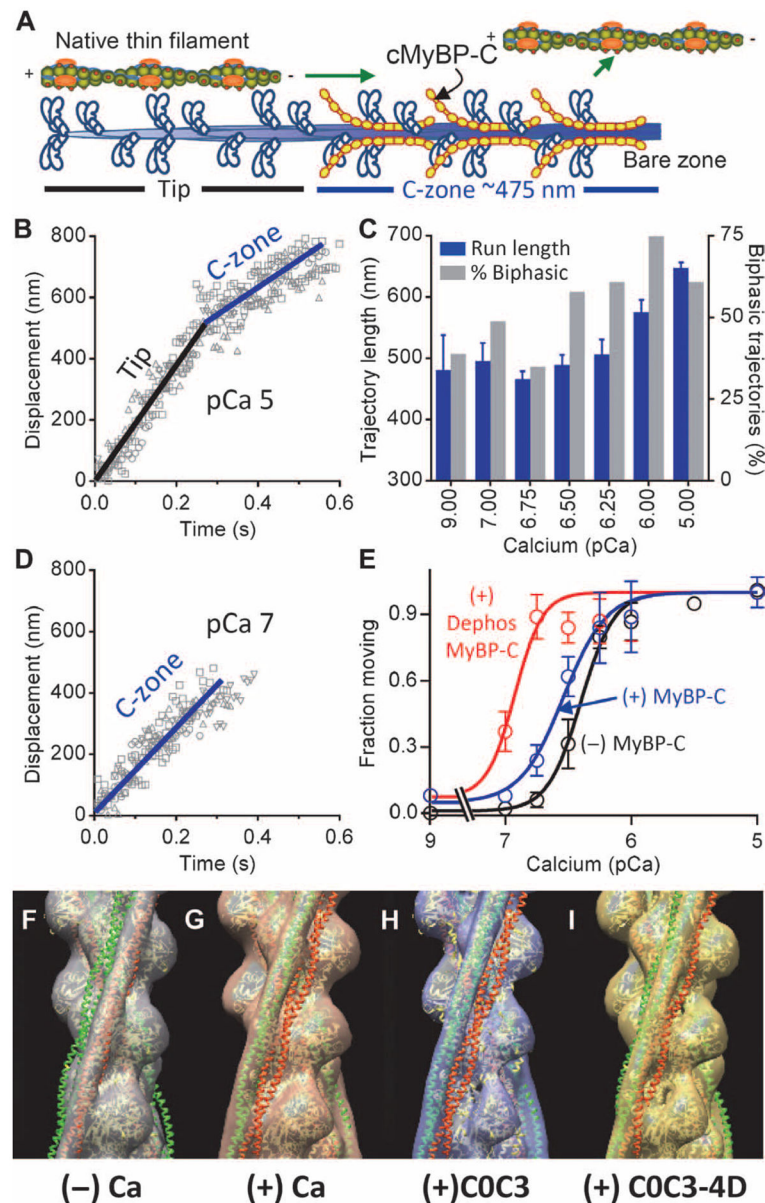 A
Native thin filament
+
-
cMyBP-C
+
-
Tip
C-zone ~475 nm
Bare zone
B
Displacement (nm)
800
600
400
200
0
0.0 0.2 0.4 0.6
Time (s)
Tip
C-zone
pCa 5
C
Trajectory length (nm)
700
600
500
400
300
Run length
% Biphasic
75
50
25
0
Biphasic trajectories (%)
9.00 7.00 6.75 6.50 6.25 6.00 5.00
Calcium (pCa)
D
Displacement (nm)
800
600
400
200
0
0.0 0.2 0.4 0.6
Time (s)
C-zone
pCa 7
E
Fraction moving
0.9
0.6
0.3
0.0
(+)
Dephos
MyBP-C
(+) MyBP-C
(–) MyBP-C
9 7 6 5
Calcium (pCa)
F G H I
(–) Ca (+) Ca (+)C0C3 (+) C0C3-4D